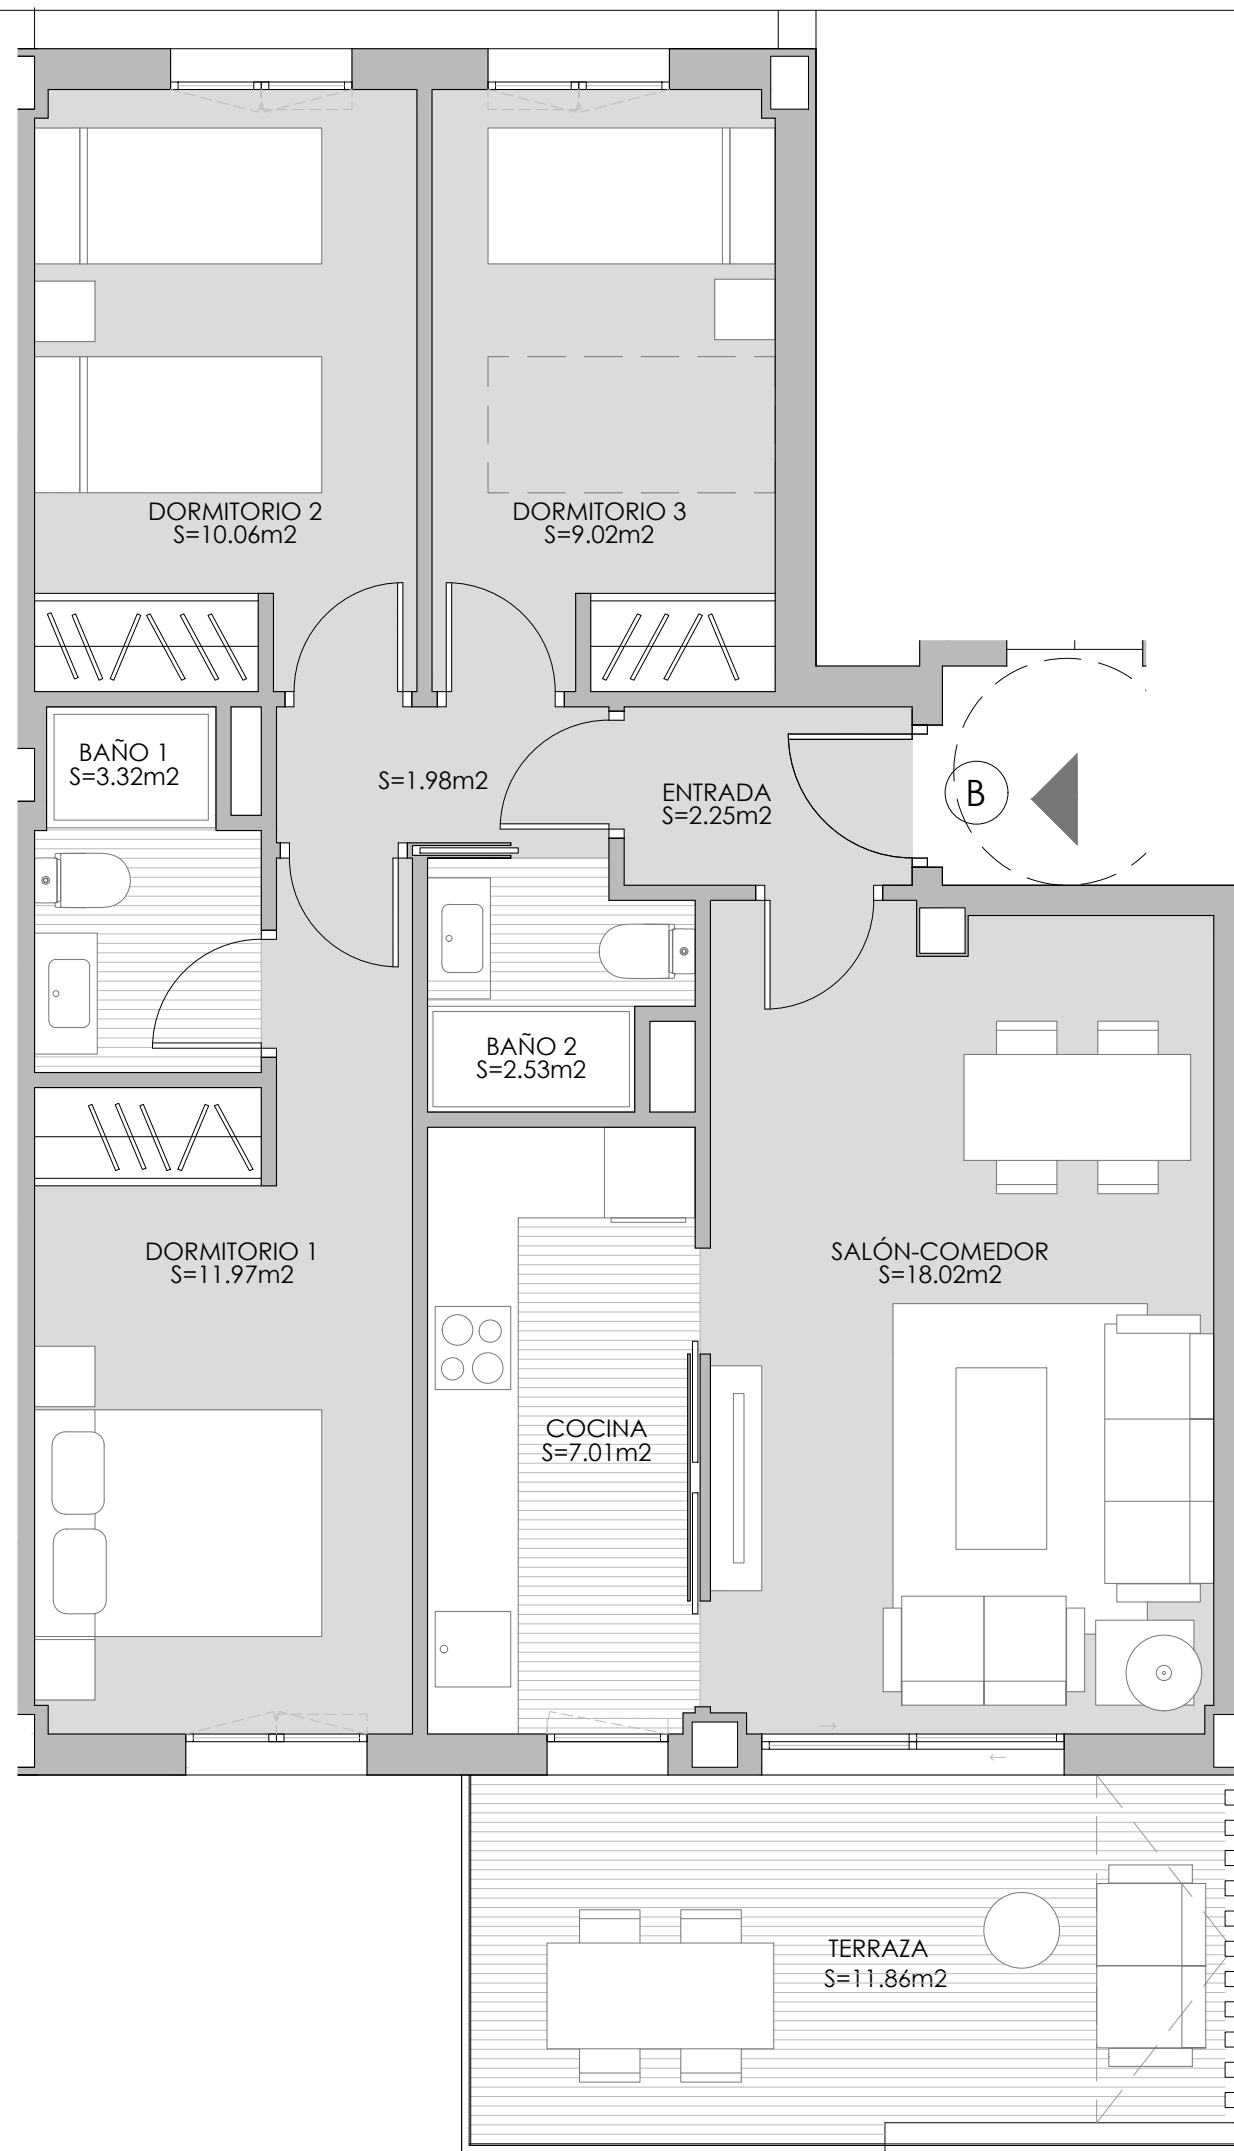 DORMITORIO 2
S=10.06m2
DORMITORIO 3
S=9.02m2
BAÑO 1
S=3.32m2
S=1.98m2
ENTRADA
S=2.25m2
B
BAÑO 2
S=2.53m2
DORMITORIO 1
S=11.97m2
SALÓN-COMEDOR
S=18.02m2
COCINA
S=7.01m2
TERRAZA
S=11.86m2